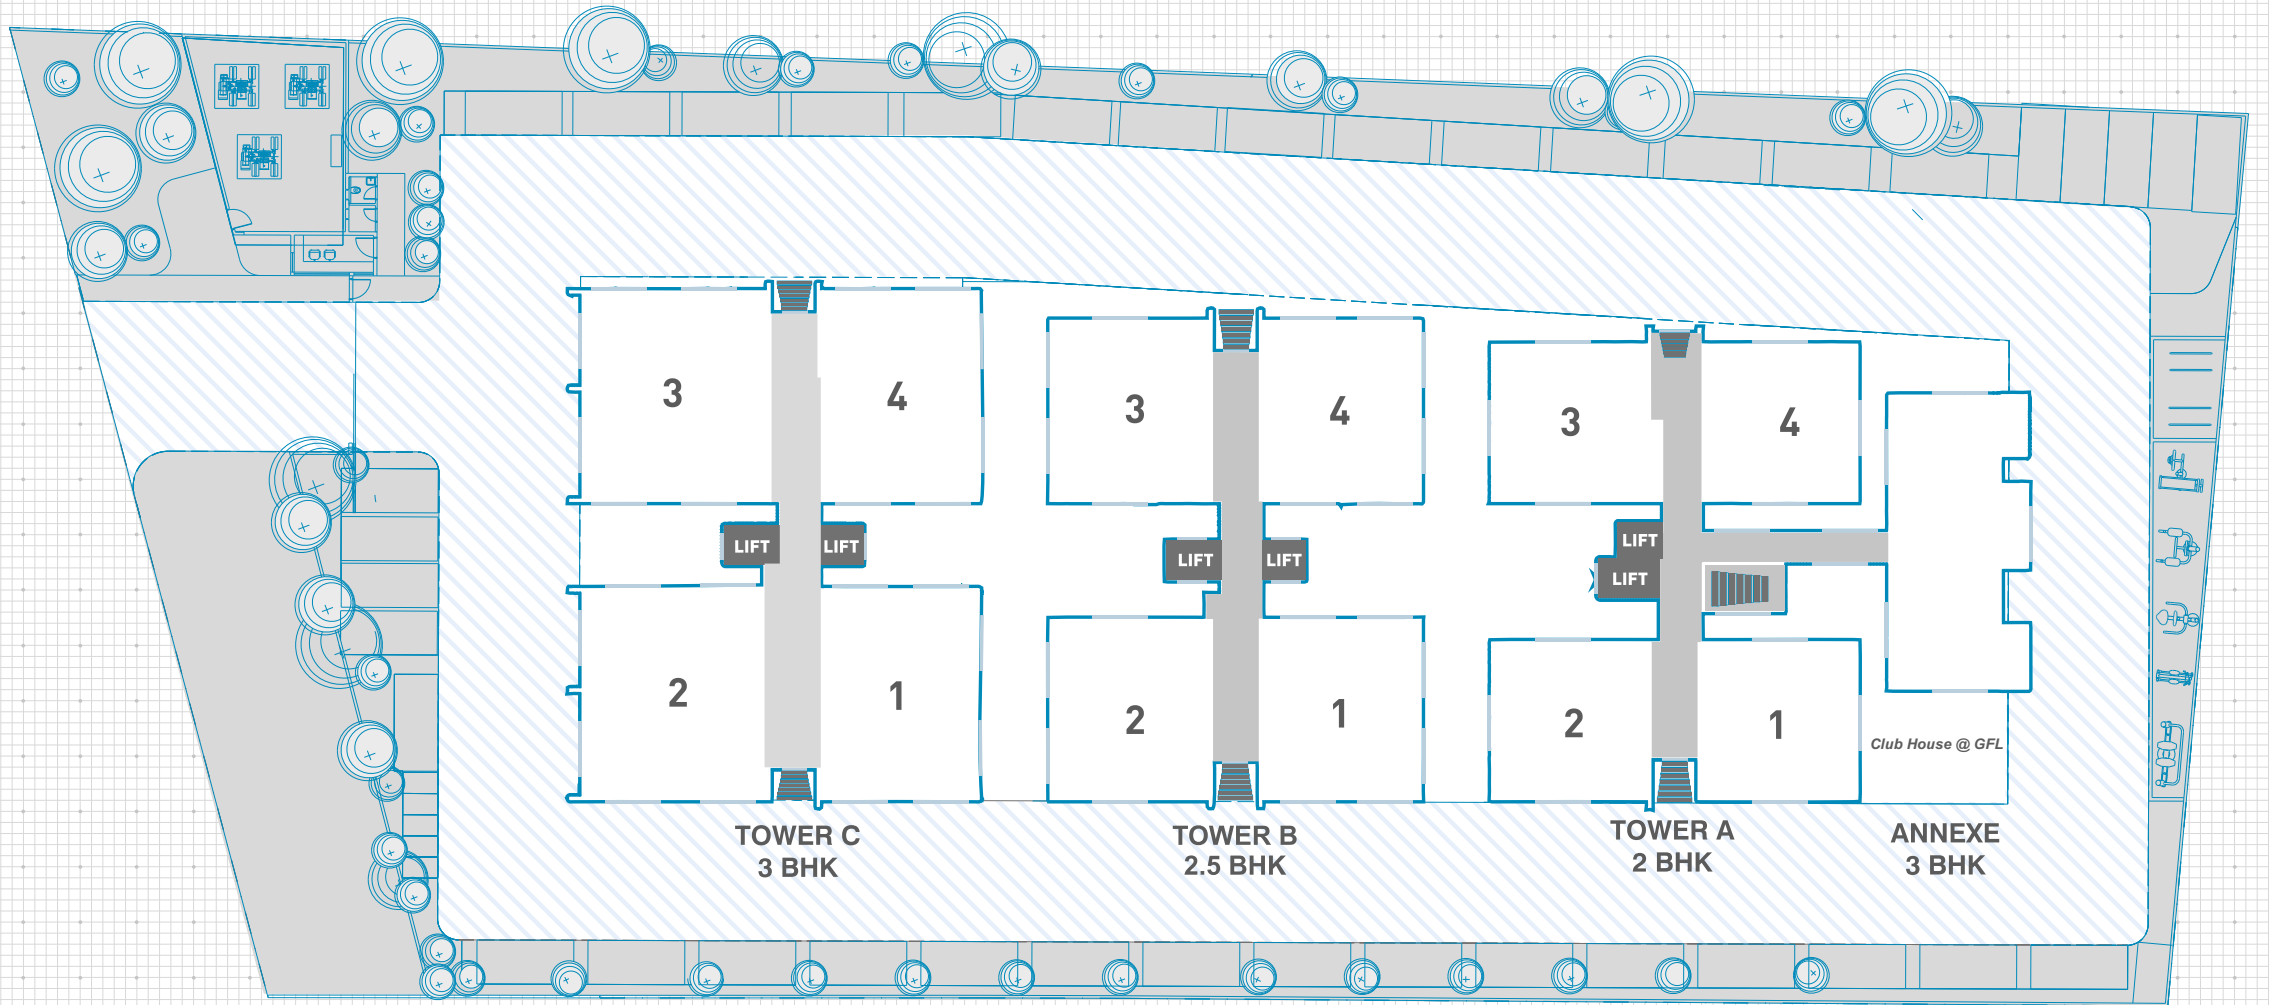 3
4
3
4
3
4
LIFT
LIFT
LIFT
LIFT
LIFT
LIFT
2
1
2
1
2
1
Club House @ GFL
TOWER C
3 BHK
TOWER B
2.5 BHK
TOWER A
2 BHK
ANNEXE
3 BHK